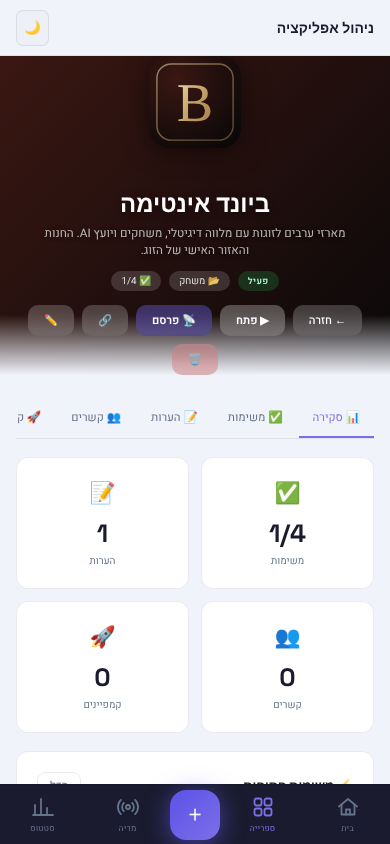 ניהול אפליקציה
B
ביונד אינטימה
מארזי ערבים לזוגות עם מלווה דיגיטלי, משחקים ויועץ AI. החנות
והאזור האישי של הזוג.
פעיל
משחק
1/4
← חזרה
▶ פתח
פרסם
סקירה
משימות
הערות
קשרים
ק
1/4
משימות
1
הערות
0
קשרים
0
קמפיינים
בית
ספרייה
+
מדיה
סטטוס